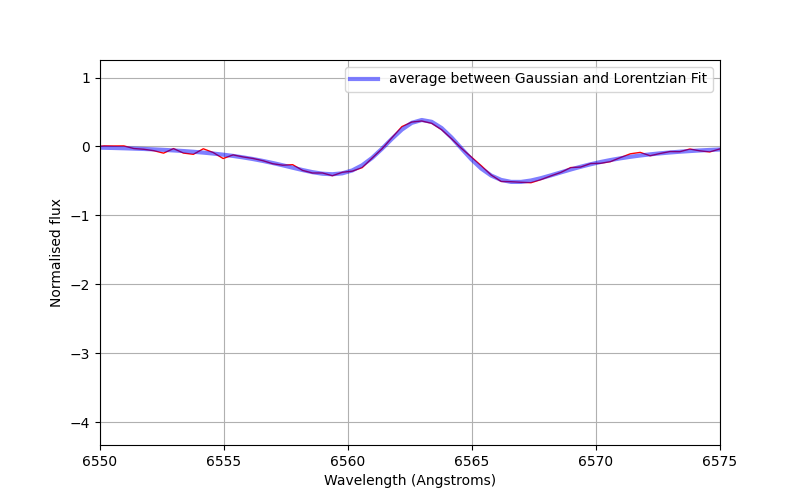 average between Gaussian and Lorentzian Fit
1
0
−1
−2
−3
−4
Normalised flux
6550 6555 6560 6565 6570 6575
Wavelength (Angstroms)